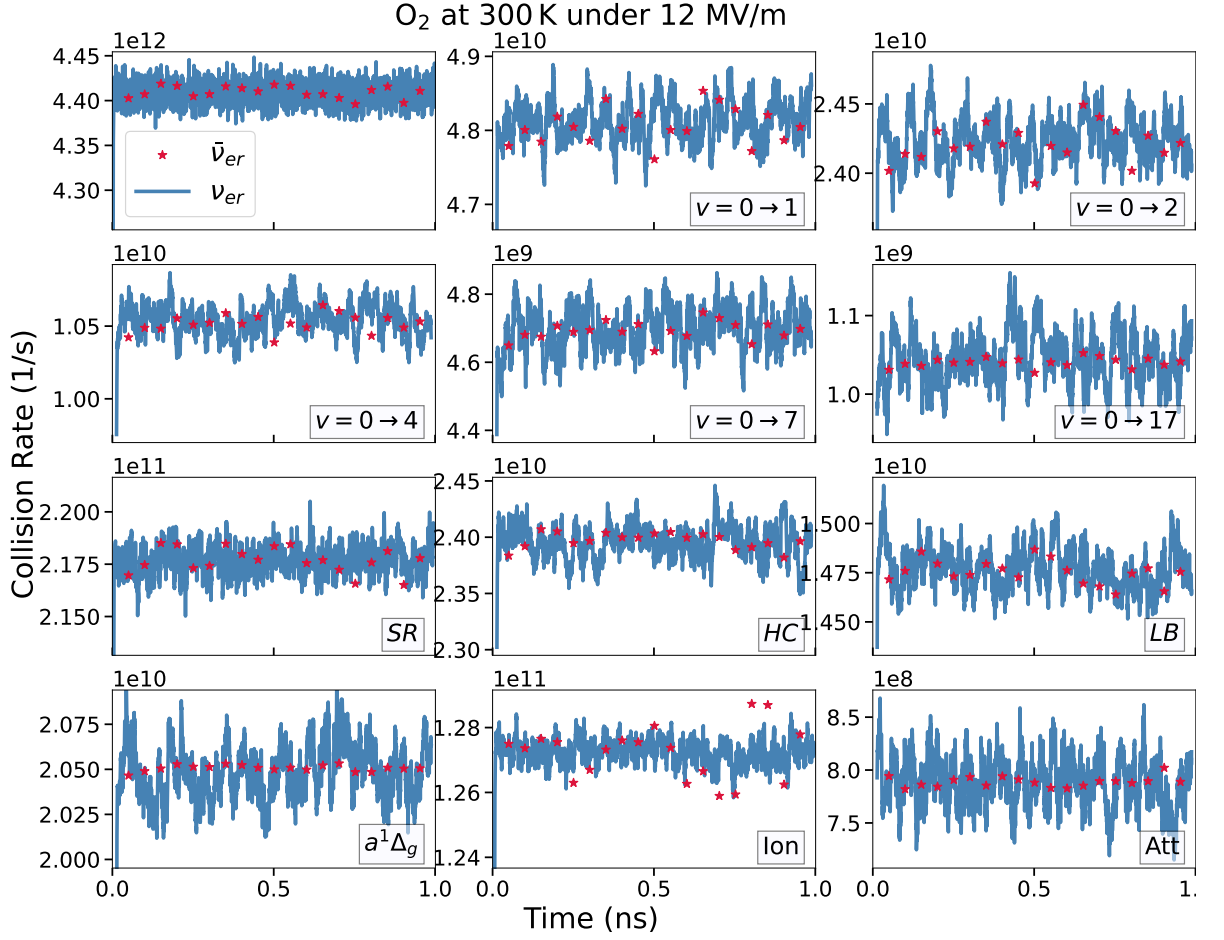 O₂ at 300 K under 12 MV/m
1e12
4.45
4.40
4.35
4.30
ν̄ₑᵣ
νₑᵣ
1e10
4.9
4.8
4.7
v = 0 → 1
1e10
2.45
2.40
v = 0 → 2
1e10
1.05
1.00
v = 0 → 4
1e9
4.8
4.6
4.4
v = 0 → 7
1e9
1.1
1.0
v = 0 → 17
Collision Rate (1/s)
1e11
2.200
2.175
2.150
SR
1e10
2.45
2.40
2.35
2.30
HC
1e10
1.500
1.475
1.450
LB
1e10
2.075
2.050
2.025
2.000
a¹Δg
0.0 0.5 1.0
1e11
1.28
1.26
1.24
Ion
0.0 0.5 1.0
1e8
8.5
8.0
7.5
Att
0.0 0.5 1.
Time (ns)